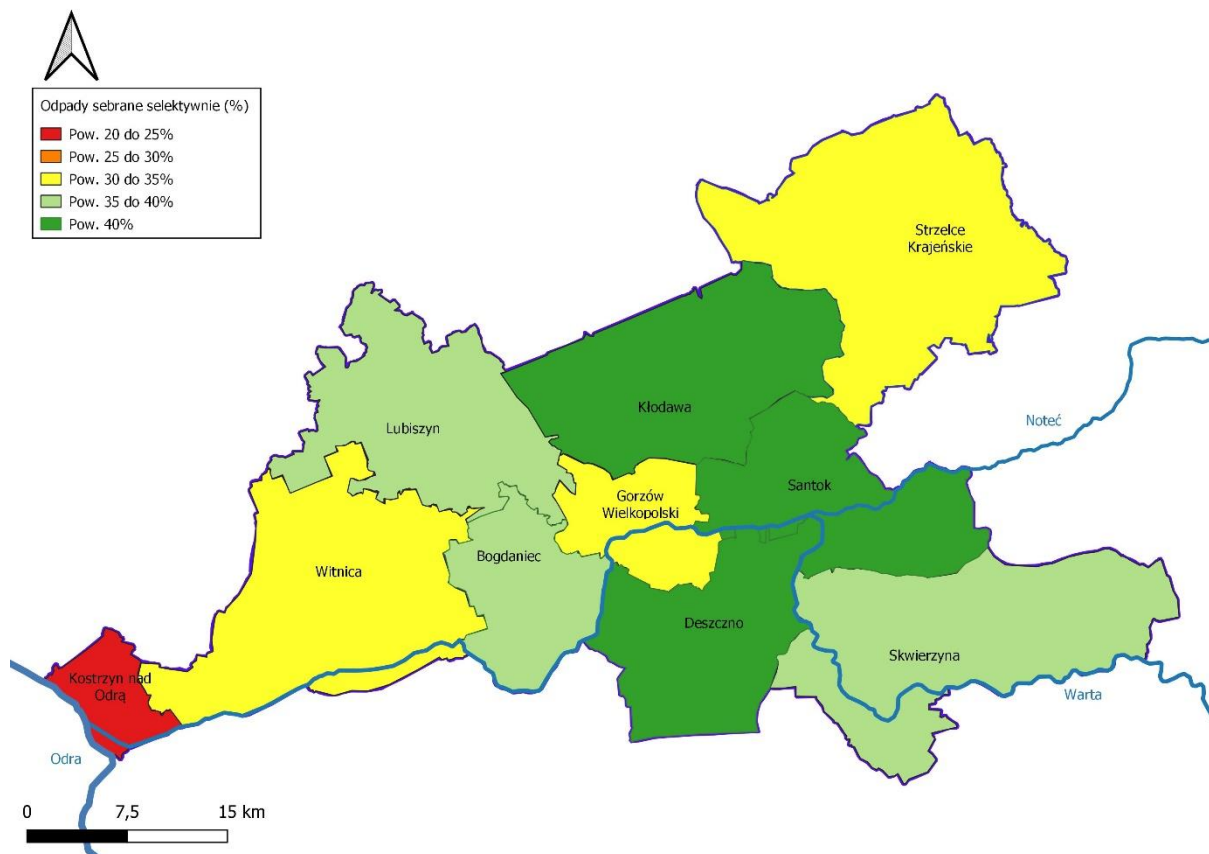 Odpady sebrane selektywnie (%)
Pow. 20 do 25%
Pow. 25 do 30%
Pow. 30 do 35%
Pow. 35 do 40%
Pow. 40%
Strzelce
Krajeńskie
Kłodawa
Noteć
Lubiszyn
Santok
Gorzów
Wielkopolski
Bogdaniec
Witnica
Deszczno
Skwierzyna
Kostrzyn nad
Odrą
Warta
Odra
0 7,5 15 km